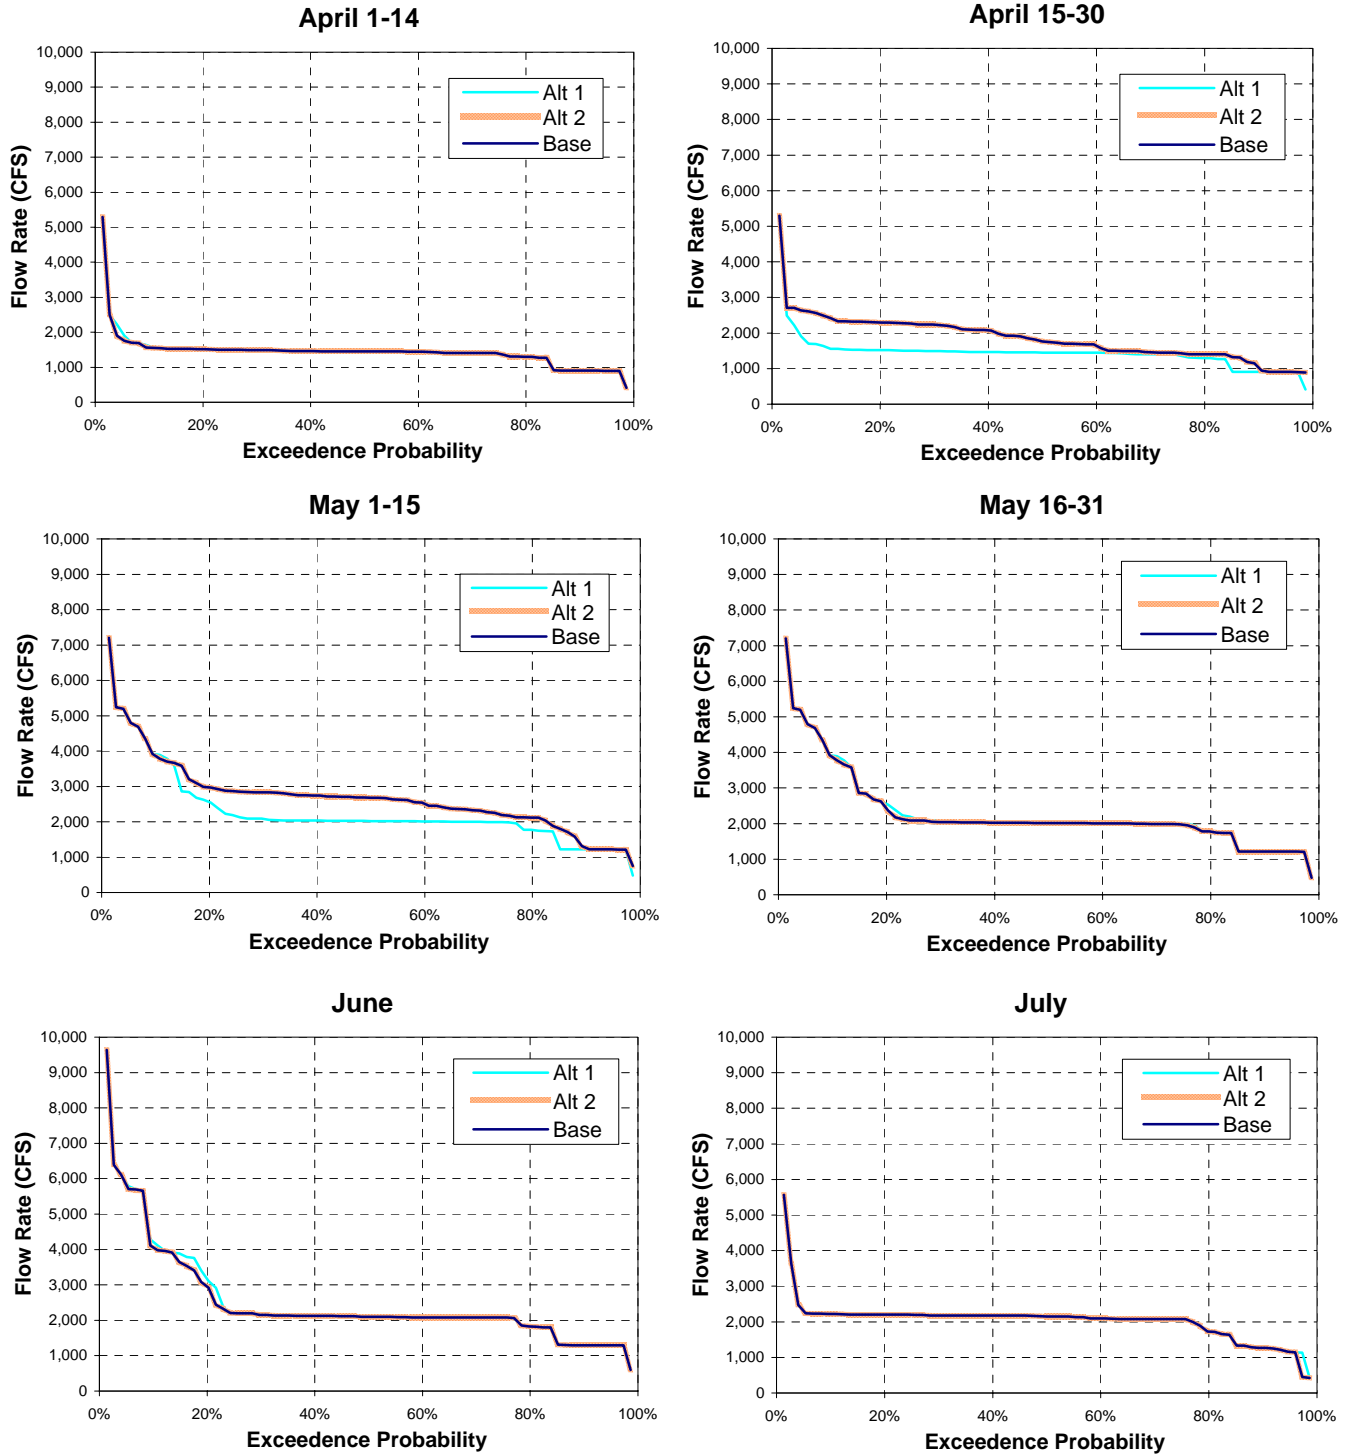 April 1-14
10,000
9,000
8,000
7,000
6,000
5,000
4,000
3,000
2,000
1,000
0
Flow Rate (CFS)
Alt 1
Alt 2
Base
0% 20% 40% 60% 80% 100%
Exceedence Probability
April 15-30
10,000
9,000
8,000
7,000
6,000
5,000
4,000
3,000
2,000
1,000
0
Flow Rate (CFS)
Alt 1
Alt 2
Base
0% 20% 40% 60% 80% 100%
Exceedence Probability
May 1-15
10,000
9,000
8,000
7,000
6,000
5,000
4,000
3,000
2,000
1,000
0
Flow Rate (CFS)
Alt 1
Alt 2
Base
0% 20% 40% 60% 80% 100%
Exceedence Probability
May 16-31
10,000
9,000
8,000
7,000
6,000
5,000
4,000
3,000
2,000
1,000
0
Flow Rate (CFS)
Alt 1
Alt 2
Base
0% 20% 40% 60% 80% 100%
Exceedence Probability
June
10,000
9,000
8,000
7,000
6,000
5,000
4,000
3,000
2,000
1,000
0
Flow Rate (CFS)
Alt 1
Alt 2
Base
0% 20% 40% 60% 80% 100%
Exceedence Probability
July
10,000
9,000
8,000
7,000
6,000
5,000
4,000
3,000
2,000
1,000
0
Flow Rate (CFS)
Alt 1
Alt 2
Base
0% 20% 40% 60% 80% 100%
Exceedence Probability